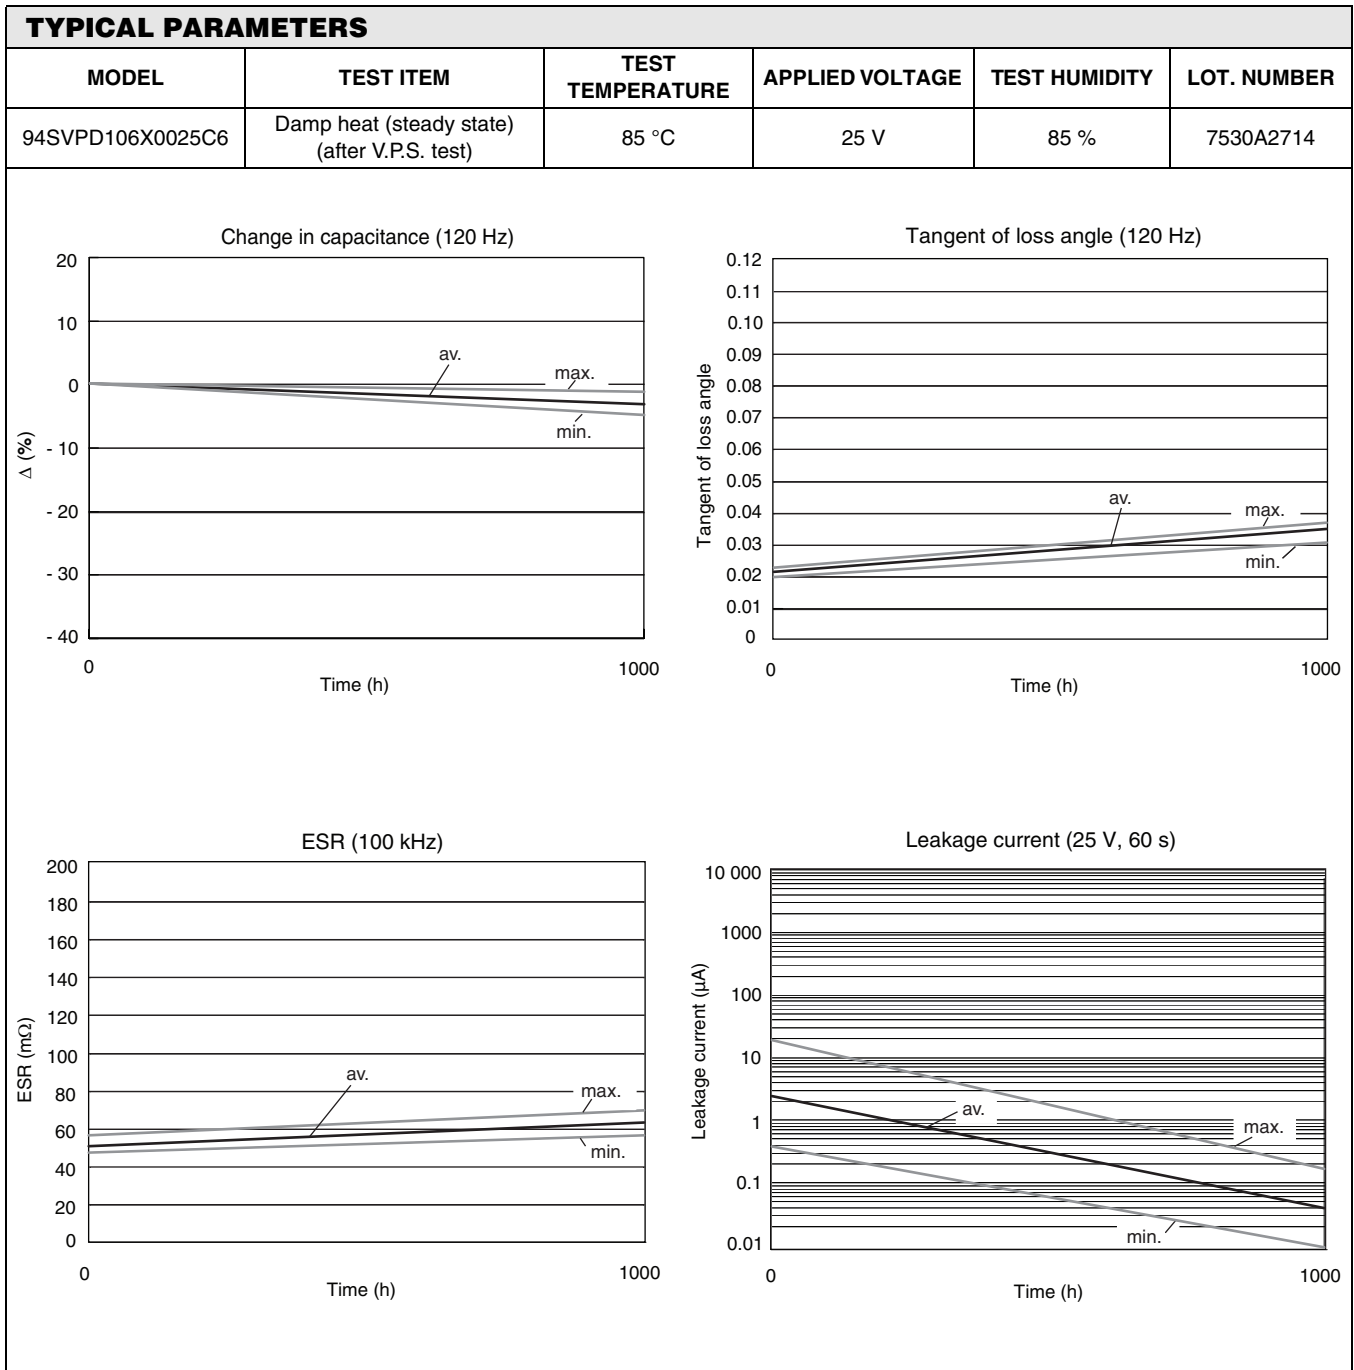 TYPICAL PARAMETERS
MODEL TEST ITEM TEST TEMPERATURE APPLIED VOLTAGE TEST HUMIDITY LOT. NUMBER
94SVPD106X0025C6 Damp heat (steady state) (after V.P.S. test) 85 °C 25 V 85 % 7530A2714
Change in capacitance (120 Hz)
20
10
0
- 10
- 20
- 30
- 40
Δ (%)
av.
max.
min.
0 1000
Time (h)
Tangent of loss angle (120 Hz)
0.12
0.11
0.10
0.09
0.08
0.07
0.06
0.05
0.04
0.03
0.02
0.01
0
Tangent of loss angle
av.
max.
min.
0 1000
Time (h)
ESR (100 kHz)
200
180
160
140
120
100
80
60
40
20
0
ESR (mΩ)
av.
max.
min.
0 1000
Time (h)
Leakage current (25 V, 60 s)
10 000
1000
100
10
1
0.1
0.01
Leakage current (µA)
av.
max.
min.
0 1000
Time (h)